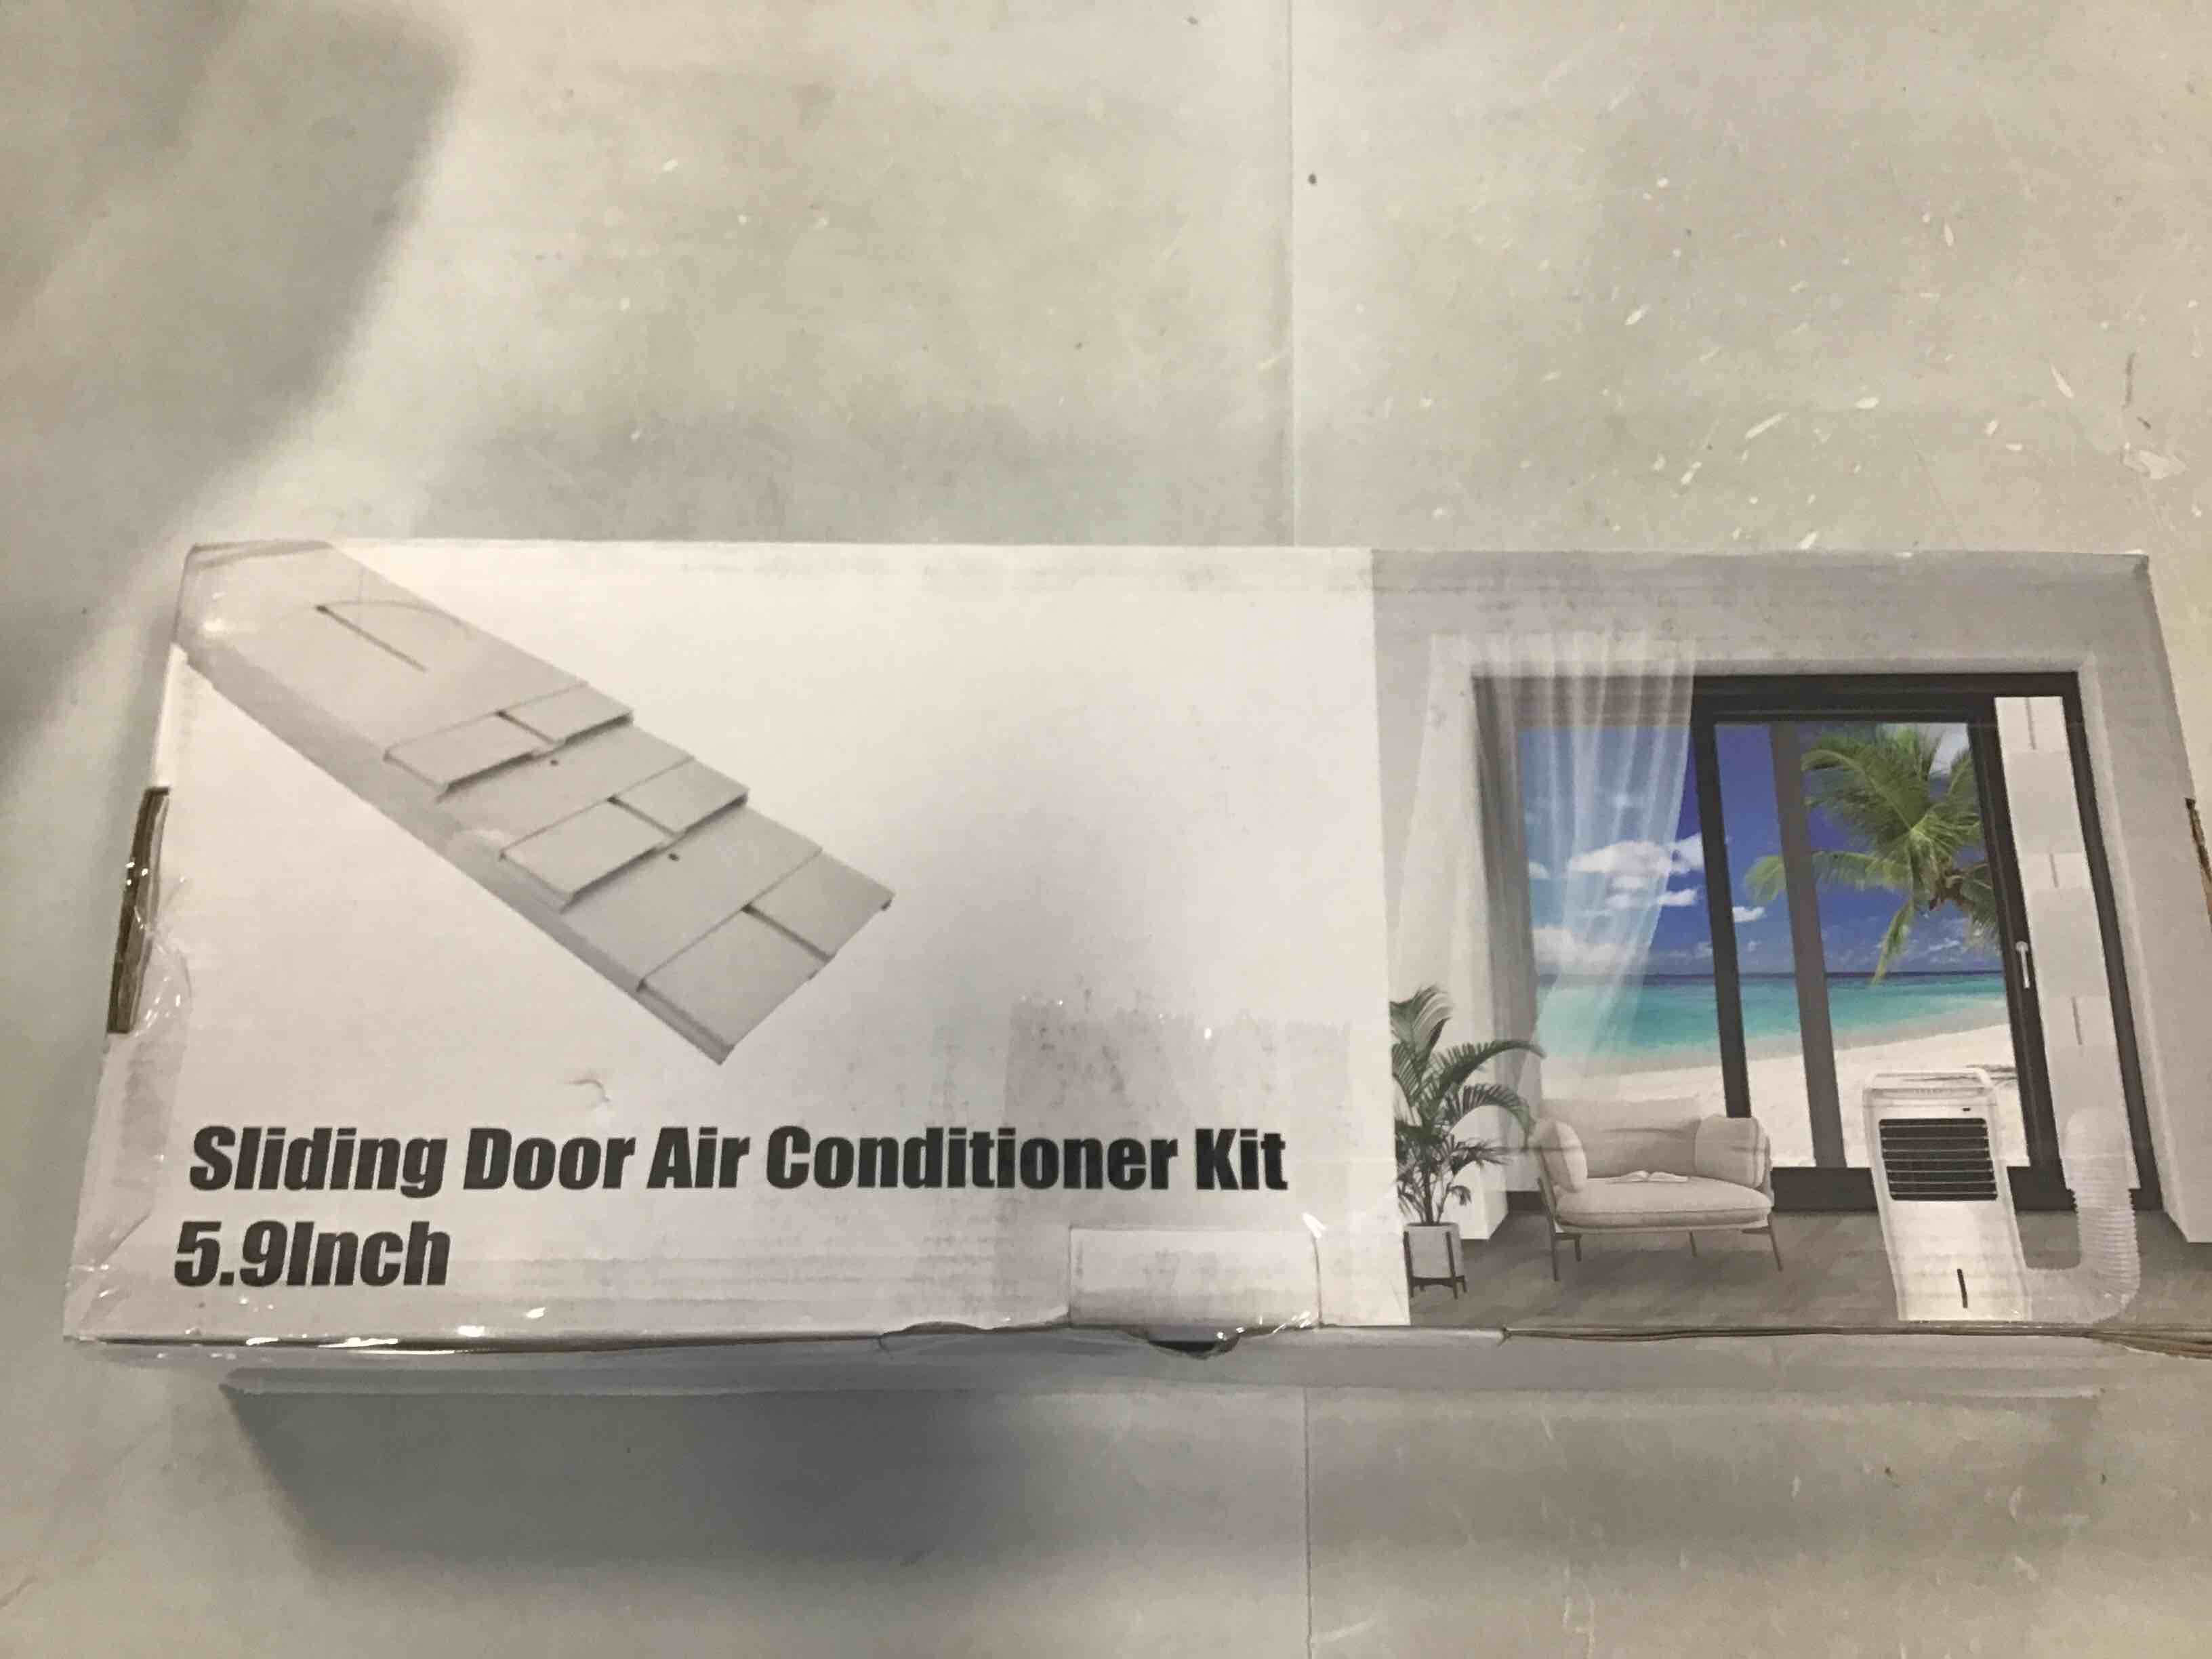 Sliding Door Air Conditioner Kit
5.9Inch